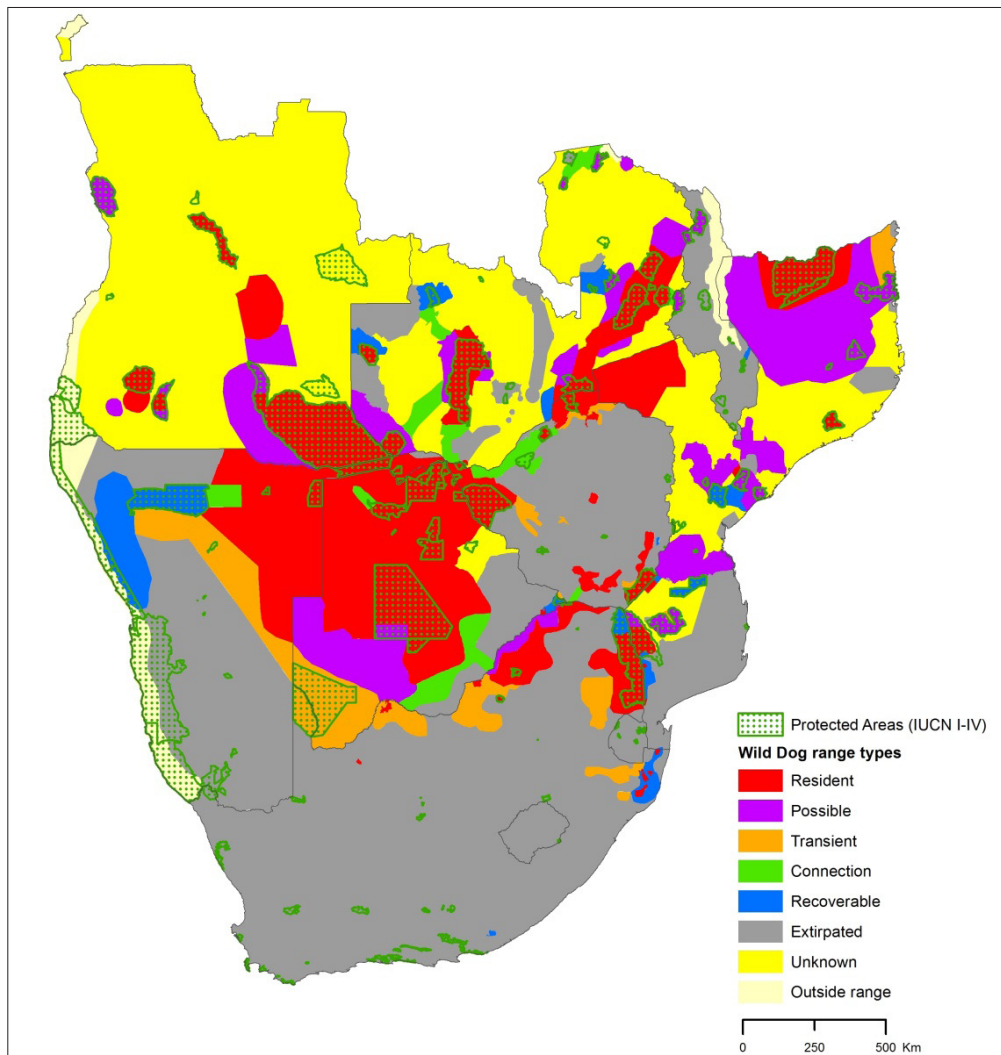 Protected Areas (IUCN I-IV)
Wild Dog range types
Resident
Possible
Transient
Connection
Recoverable
Extirpated
Unknown
Outside range
0 250 500 Km